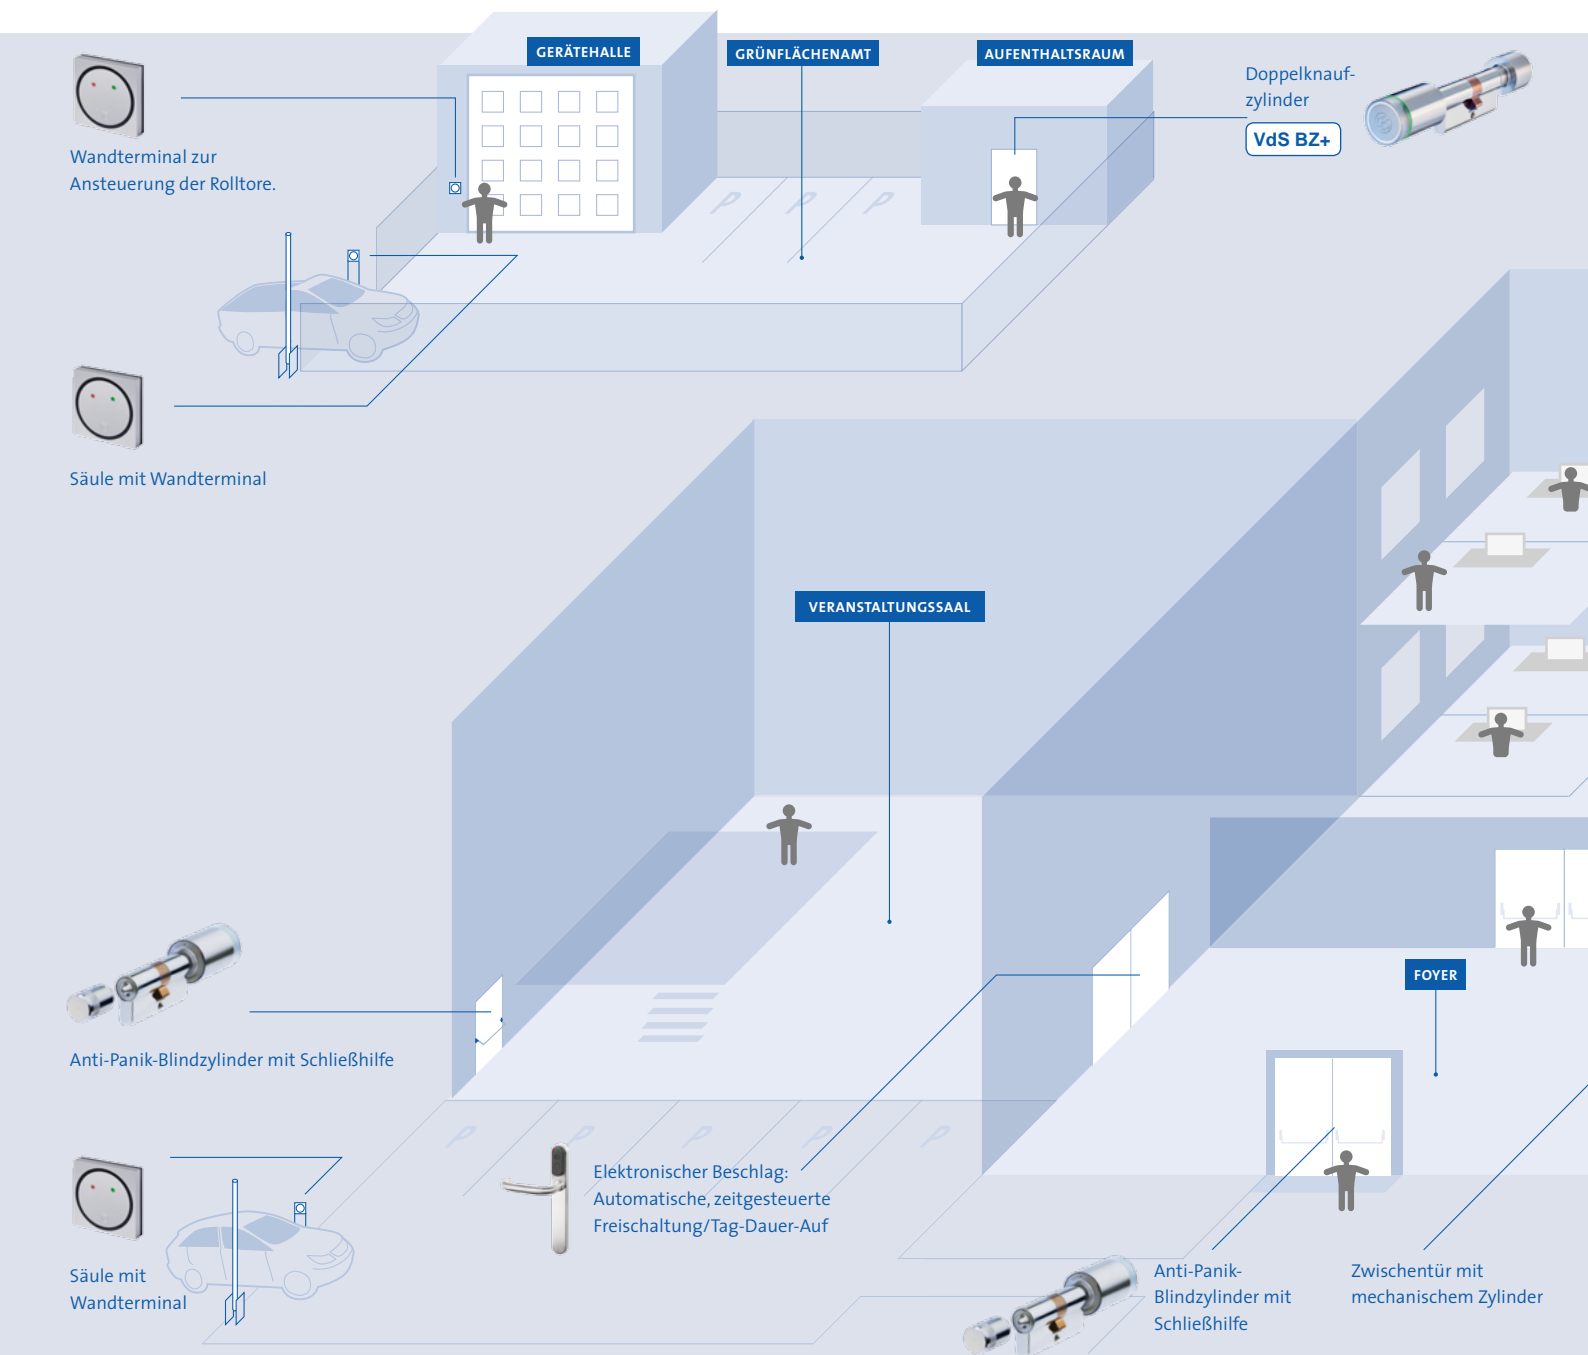 GERÄTEHALLE
GRÜNFLÄCHENAMT
AUFENTHALTSRAUM
Doppelknauf-
zylinder
VdS BZ+
Wandterminal zur
Ansteuerung der Rolltore.
P
P
P
Säule mit Wandterminal
VERANSTALTUNGSSAAL
FOYER
Anti-Panik-Blindzylinder mit Schließhilfe
P
P
P
P
P
Elektronischer Beschlag:
Automatische, zeitgesteuerte
Freischaltung/Tag-Dauer-Auf
Säule mit
Wandterminal
Anti-Panik-
Blindzylinder mit
Schließhilfe
Zwischentür mit
mechanischem Zylinder